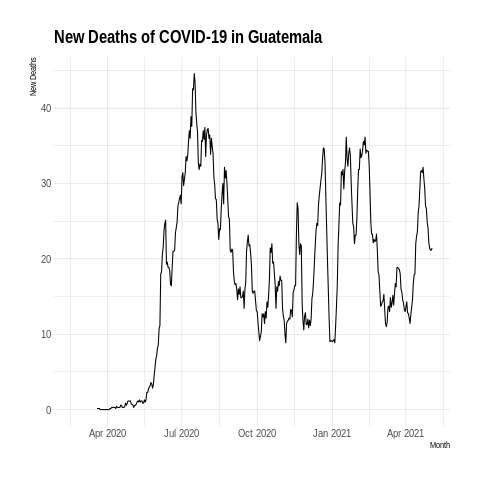 New Deaths of COVID-19 in Guatemala
New Deaths
40
30
20
10
0
Apr 2020 Jul 2020 Oct 2020 Jan 2021 Apr 2021
Month